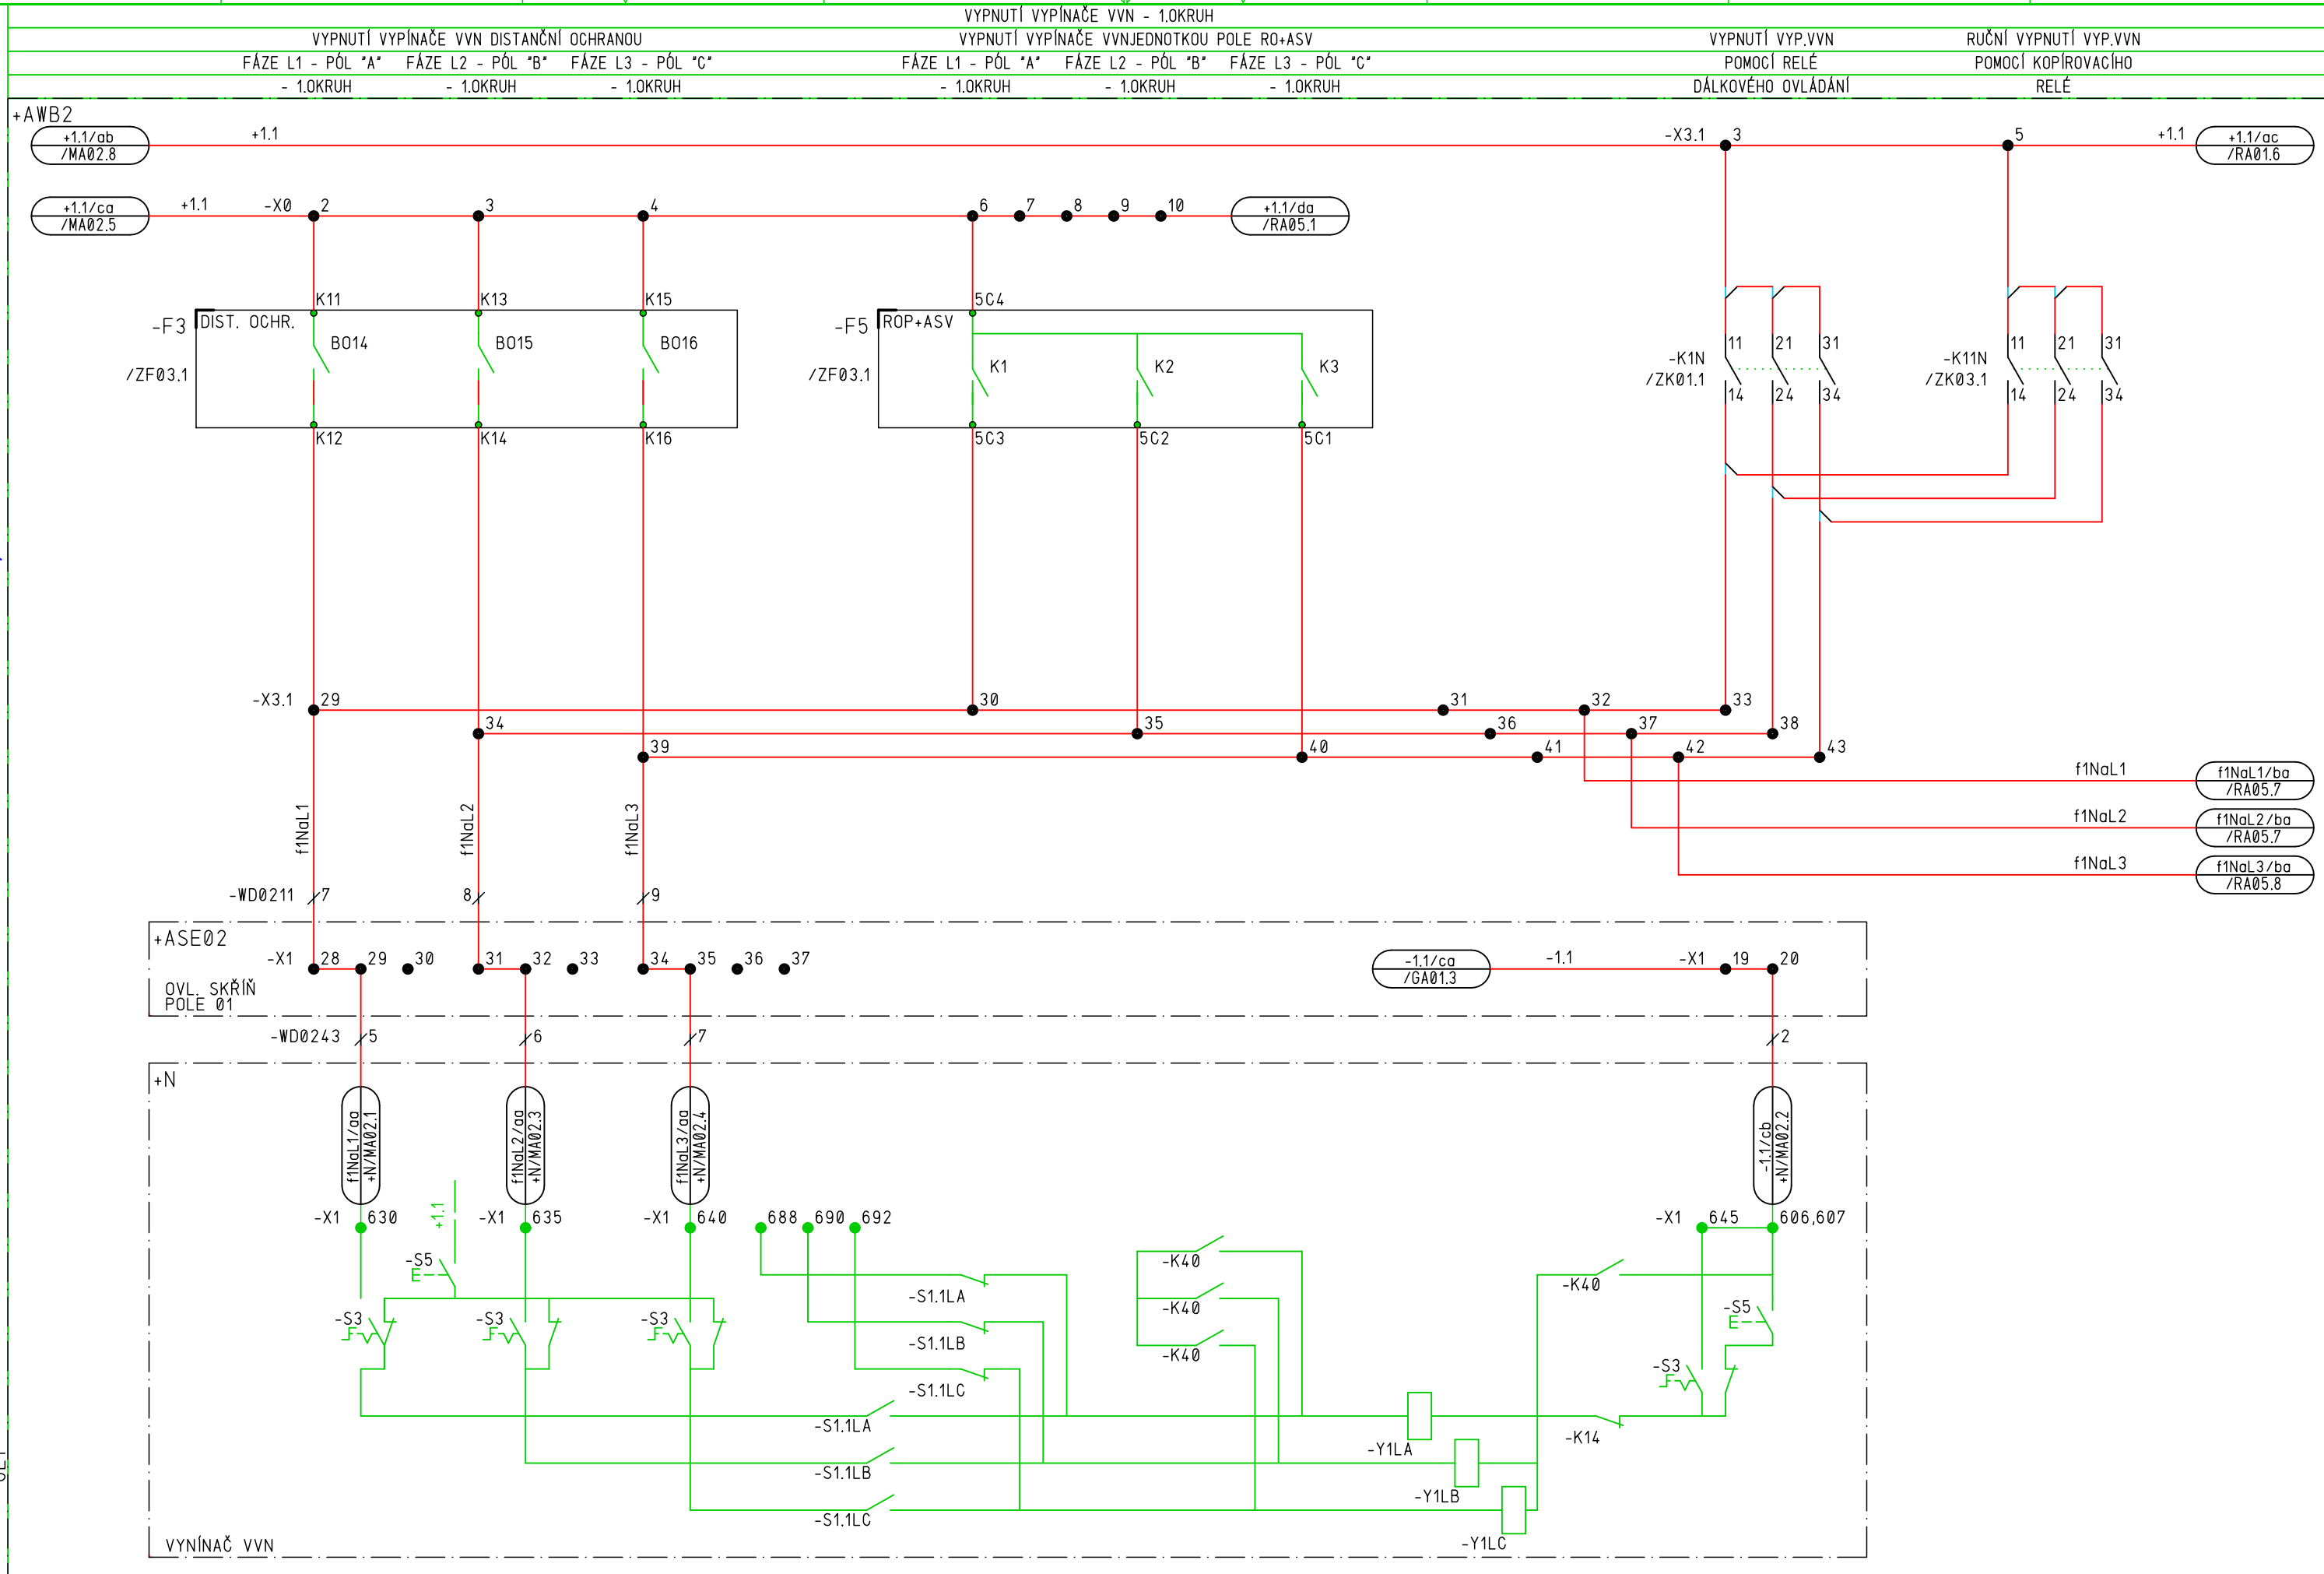 VYPNUTÍ VYPÍNAČE VVN - 1.OKRUH
VYPNUTÍ VYPÍNAČE VVN DISTANČNÍ OCHRANOU
VYPNUTÍ VYPÍNAČE VVNJEDNOTKOU POLE RO+ASV
VYPNUTÍ VYP.VVN
RUČNÍ VYPNUTÍ VYP.VVN
FÁZE L1 - PÓL "A" FÁZE L2 - PÓL "B" FÁZE L3 - PÓL "C"
FÁZE L1 - PÓL "A" FÁZE L2 - PÓL "B" FÁZE L3 - PÓL "C"
POMOCÍ RELÉ
POMOCÍ KOPÍROVACÍHO
- 1.OKRUH - 1.OKRUH - 1.OKRUH
- 1.OKRUH - 1.OKRUH - 1.OKRUH
DÁLKOVÉHO OVLÁDÁNÍ
RELÉ
+AWB2
+1.1/ab
/MA02.8
+1.1
-X3.1 3
5
+1.1
+1.1/ac
/RA01.6
+1.1/ca
/MA02.5
+1.1
-X0 2 3 4 6 7 8 9 10
+1.1/da
/RA05.1
K11 K13 K15 5C4
-F3
DIST. OCHR.
/ZF03.1
BO14 BO15 BO16
K12 K14 K16
-F5
ROP+ASV
/ZF03.1
K1 K2 K3
5C3 5C2 5C1
-K1N
/ZK01.1
11 21 31
14 24 34
-K11N
/ZK03.1
11 21 31
14 24 34
-X3.1 29 30 31 32 33
34 35 36 37 38
39 40 41 42 43
f1NaL1
f1NaL1/ba
/RA05.7
f1NaL2
f1NaL2/ba
/RA05.7
f1NaL3
f1NaL3/ba
/RA05.8
f1NaL1
f1NaL2
f1NaL3
-WD0211 7 8 9
+ASE02
-X1 28 29 30 31 32 33 34 35 36 37
-1.1/ca
/GA01.3
-1.1
-X1 19 20
OVL. SKŘÍŇ
POLE 01
-WD0243 5 6 7 2
+N
f1NaL1/aa
+N/MA02.1
f1NaL2/aa
+N/MA02.3
f1NaL3/aa
+N/MA02.4
-1.1/cb
+N/MA02.2
-X1 630
+1.1
-X1 635
-X1 640
688 690 692
-X1 645 606,607
-S5
-K40
-K40
-S1.1LA
-K40
-S5
-S3 -S3 -S3
-S1.1LB
-K40
-S3
-S1.1LC
-S1.1LA
-K14
-Y1LA
-S1.1LB
-Y1LB
-S1.1LC
-Y1LC
VYNÍNAČ VVN